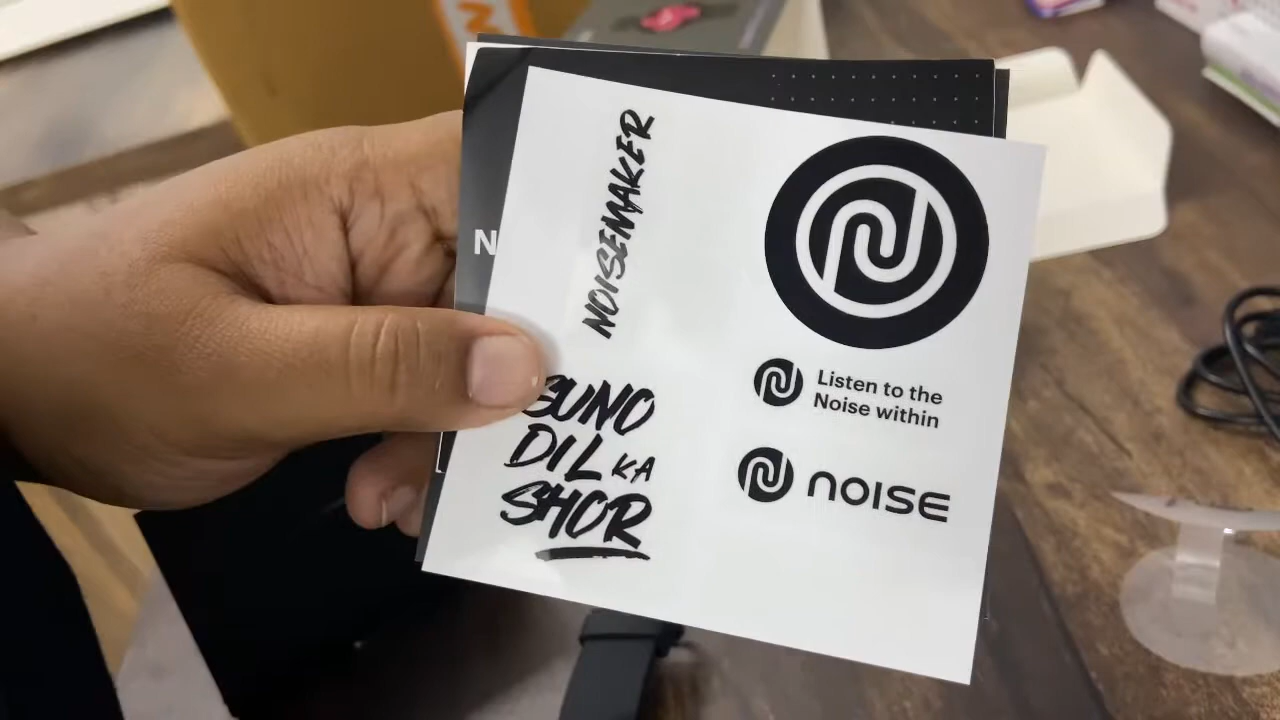 NOISEMAKER
SUNO
DIL KA
SHOR
Listen to the
Noise within
NOISE
N